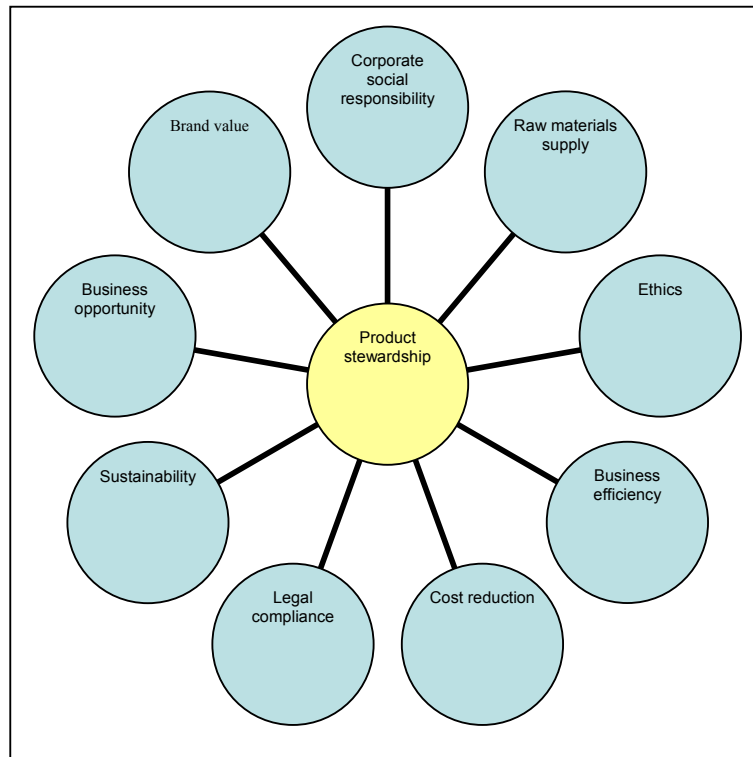 Corporate
social
responsibility
Raw materials
supply
Ethics
Business
efficiency
Cost reduction
Legal
compliance
Sustainability
Business
opportunity
Brand value
Product
stewardship